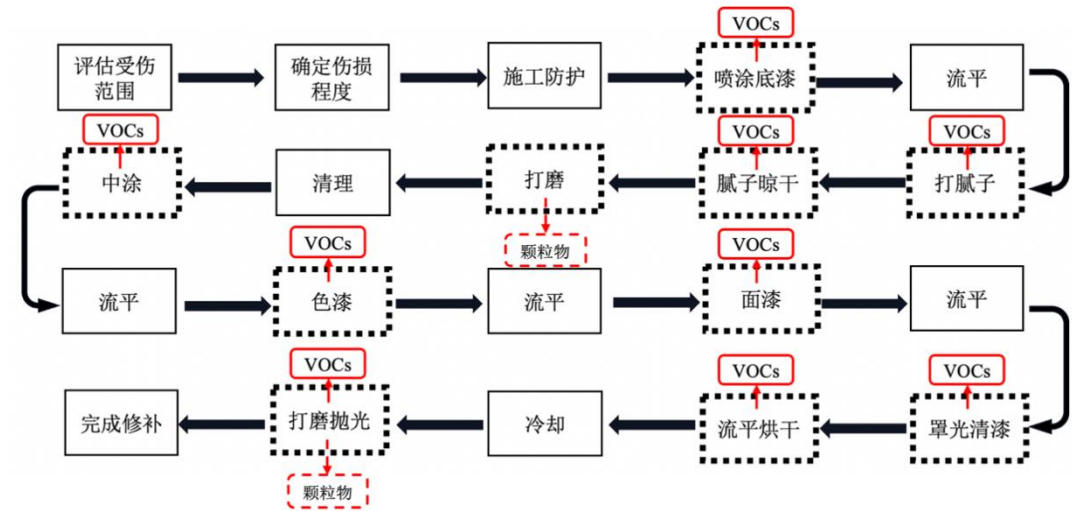 VOCs
评估受伤
范围
确定伤损
程度
施工防护
喷涂底漆
流平
VOCs
VOCs
VOCs
中涂
清理
打磨
腻子晾干
打腻子
颗粒物
VOCs
VOCs
流平
色漆
流平
面漆
流平
VOCs
VOCs
VOCs
完成修补
打磨抛光
冷却
流平烘干
罩光清漆
颗粒物